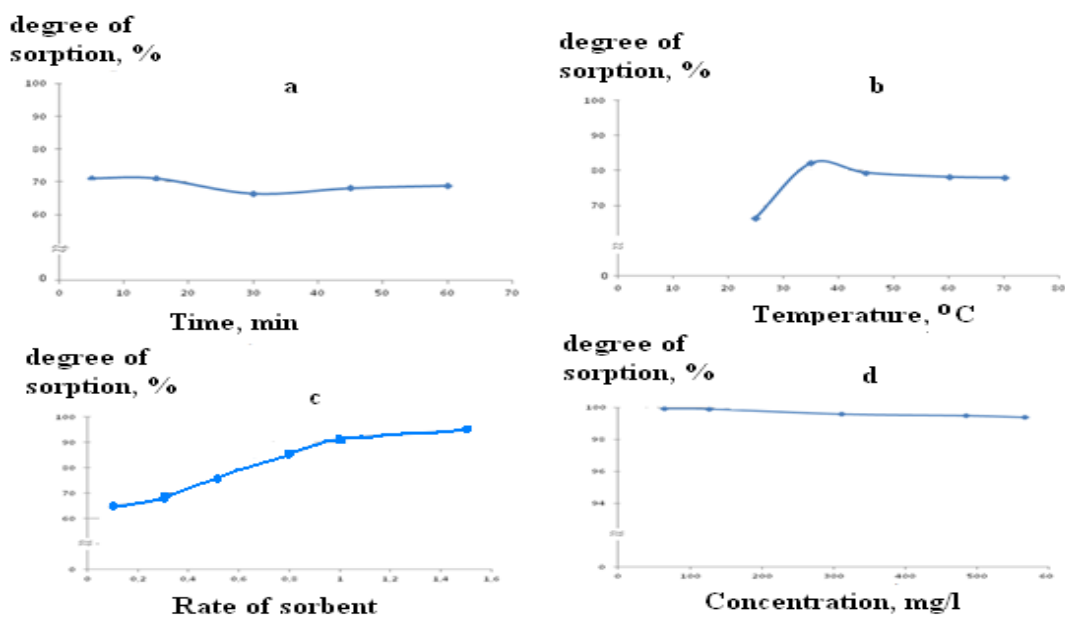 degree of
sorption, %
a
100
90
80
70
60
0
0 10 20 30 40 50 60 70
Time, min
degree of
sorption, %
b
100
90
80
70
0
0 10 20 30 40 50 60 70 80
Temperature, °C
degree of
sorption, %
c
100
90
80
70
60
0
0 0,2 0,4 0,6 0,8 1 1,2 1,4 1,6
Rate of sorbent
degree of
sorption, %
d
100
98
96
94
0
0 100 200 300 400 500 60
Concentration, mg/l